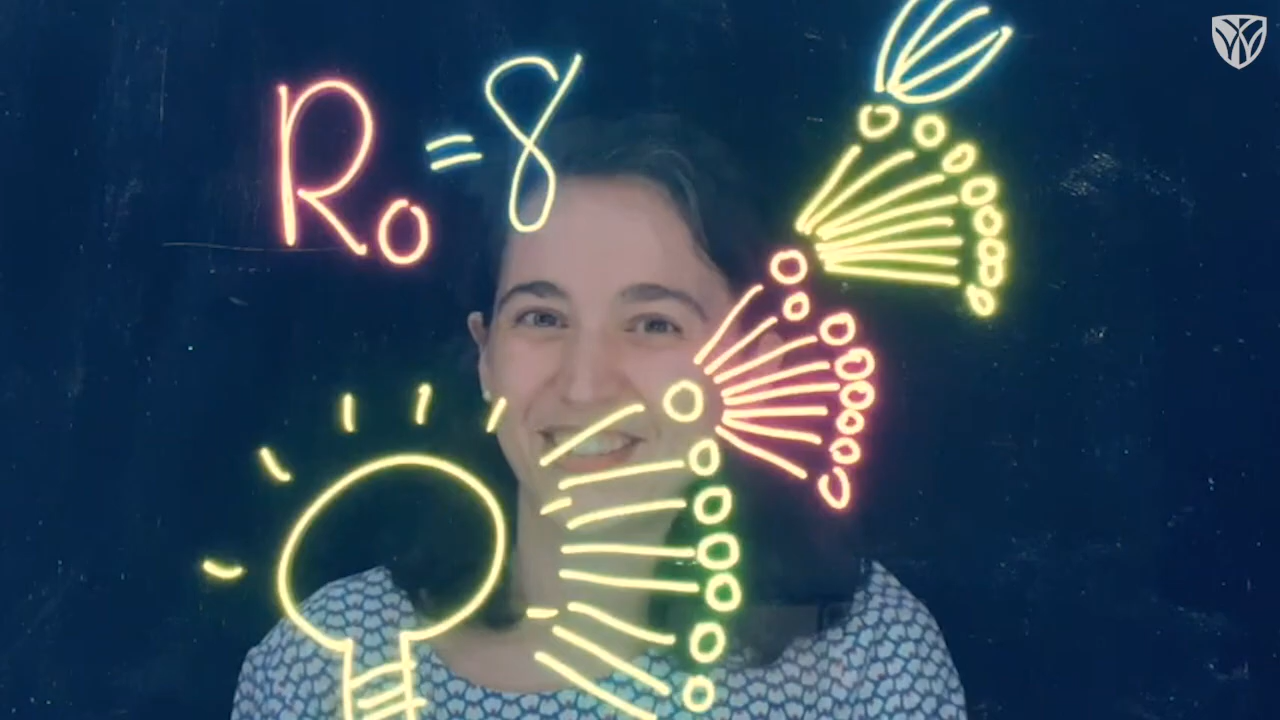 R₀ = 8